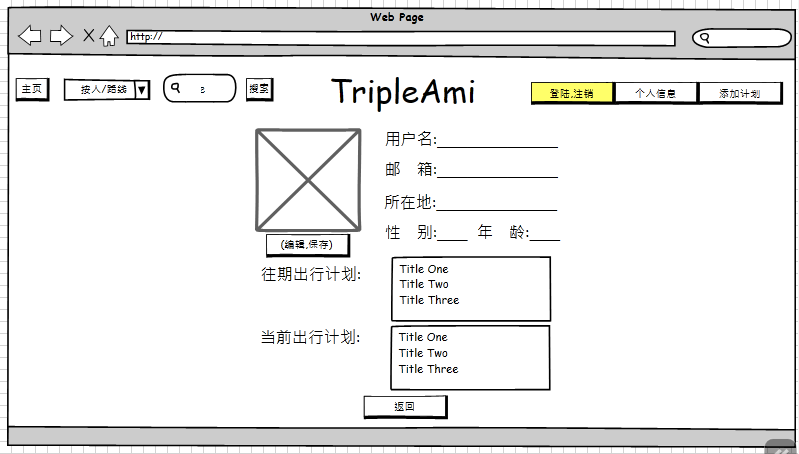 Web Page
http://
主页
按人/路线
搜索
TripleAmi
登陆,注销
个人信息
添加计划
用户名:
邮 箱:
所在地:
性 别: 年 龄:
(编辑,保存)
往期出行计划:
Title One
Title Two
Title Three
当前出行计划:
Title One
Title Two
Title Three
返回